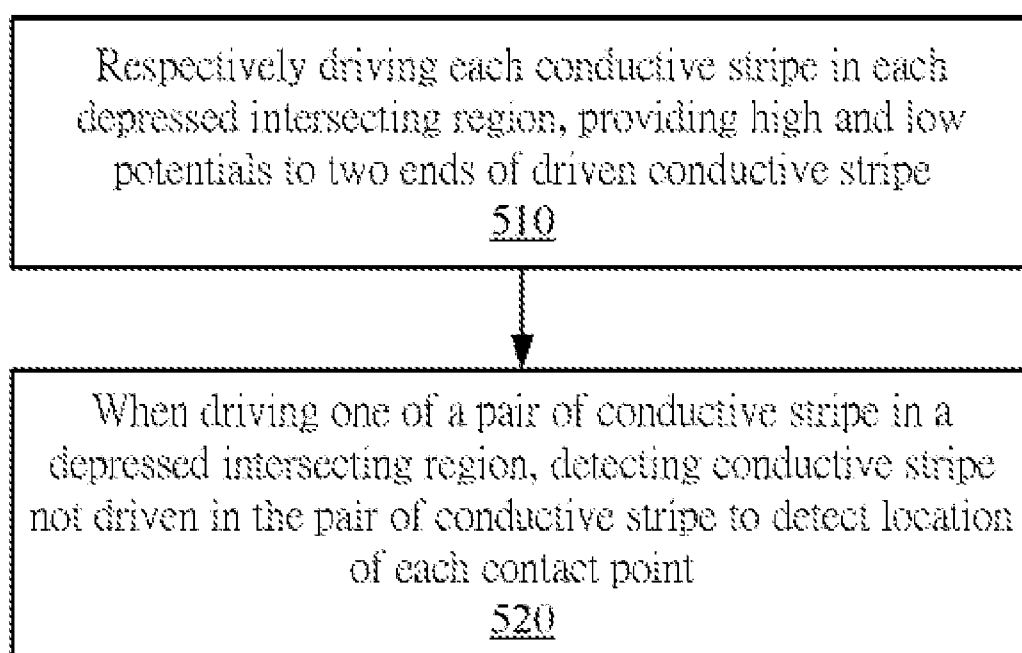 Respectively driving each conductive stripe in each
depressed intersecting region, providing high and low
potentials to two ends of driven conductive stripe
510
When driving one of a pair of conductive stripe in a
depressed intersecting region, detecting conductive stripe
not driven in the pair of conductive stripe to detect location
of each contact point
520